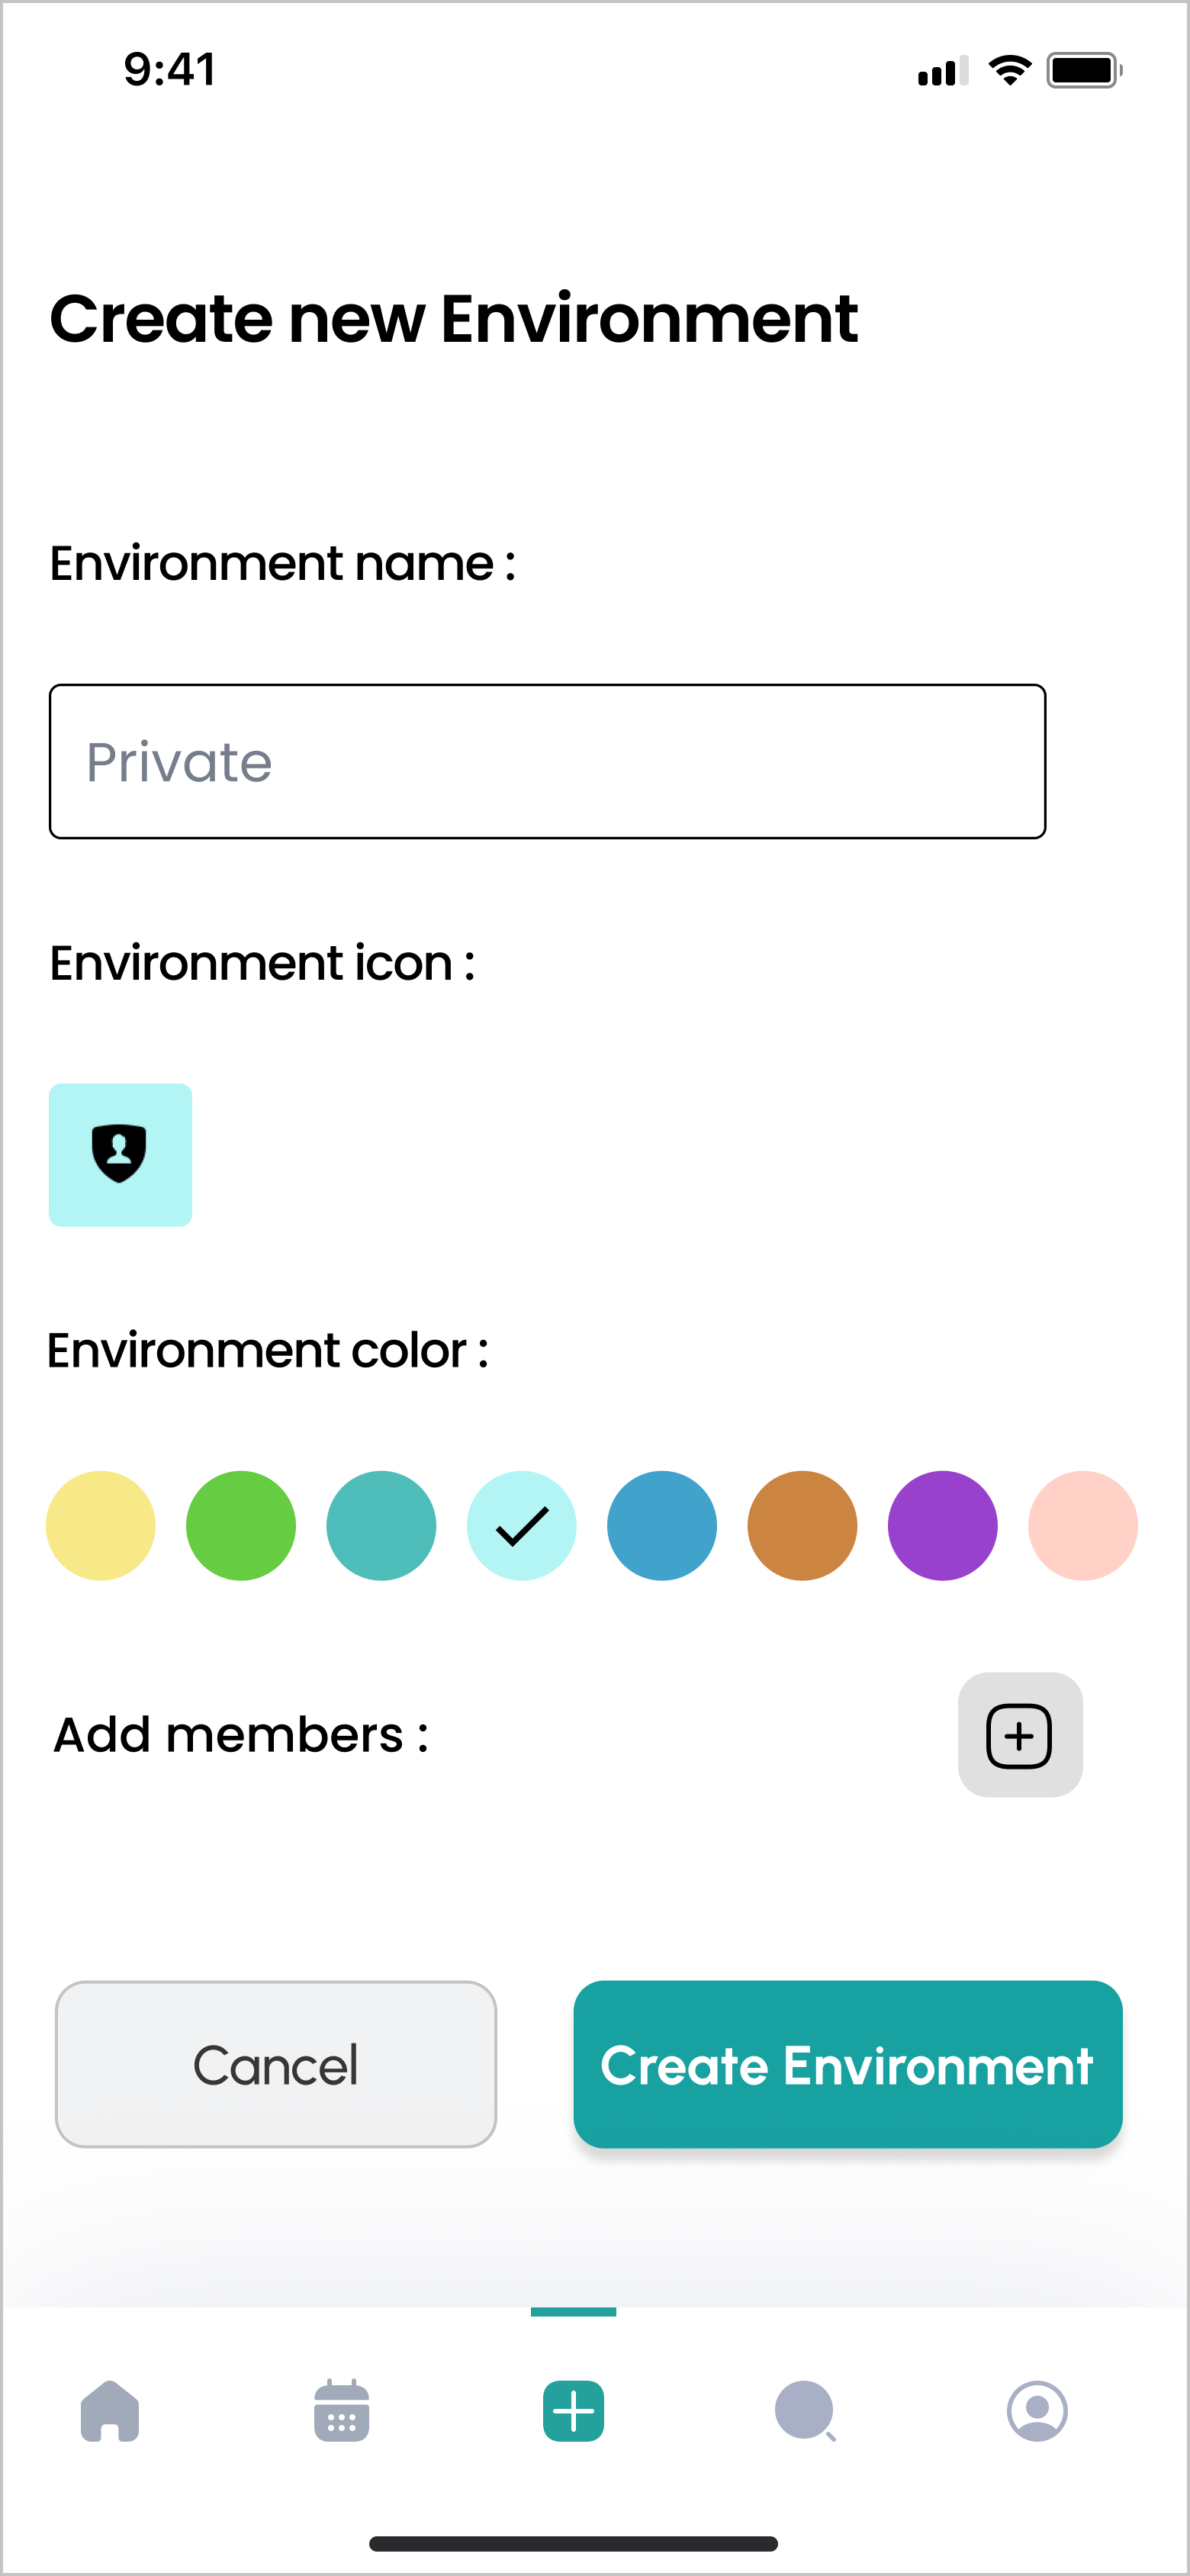 9:41
Create new Environment
Environment name :
Private
Environment icon :
Environment color :
Add members :
Cancel
Create Environment